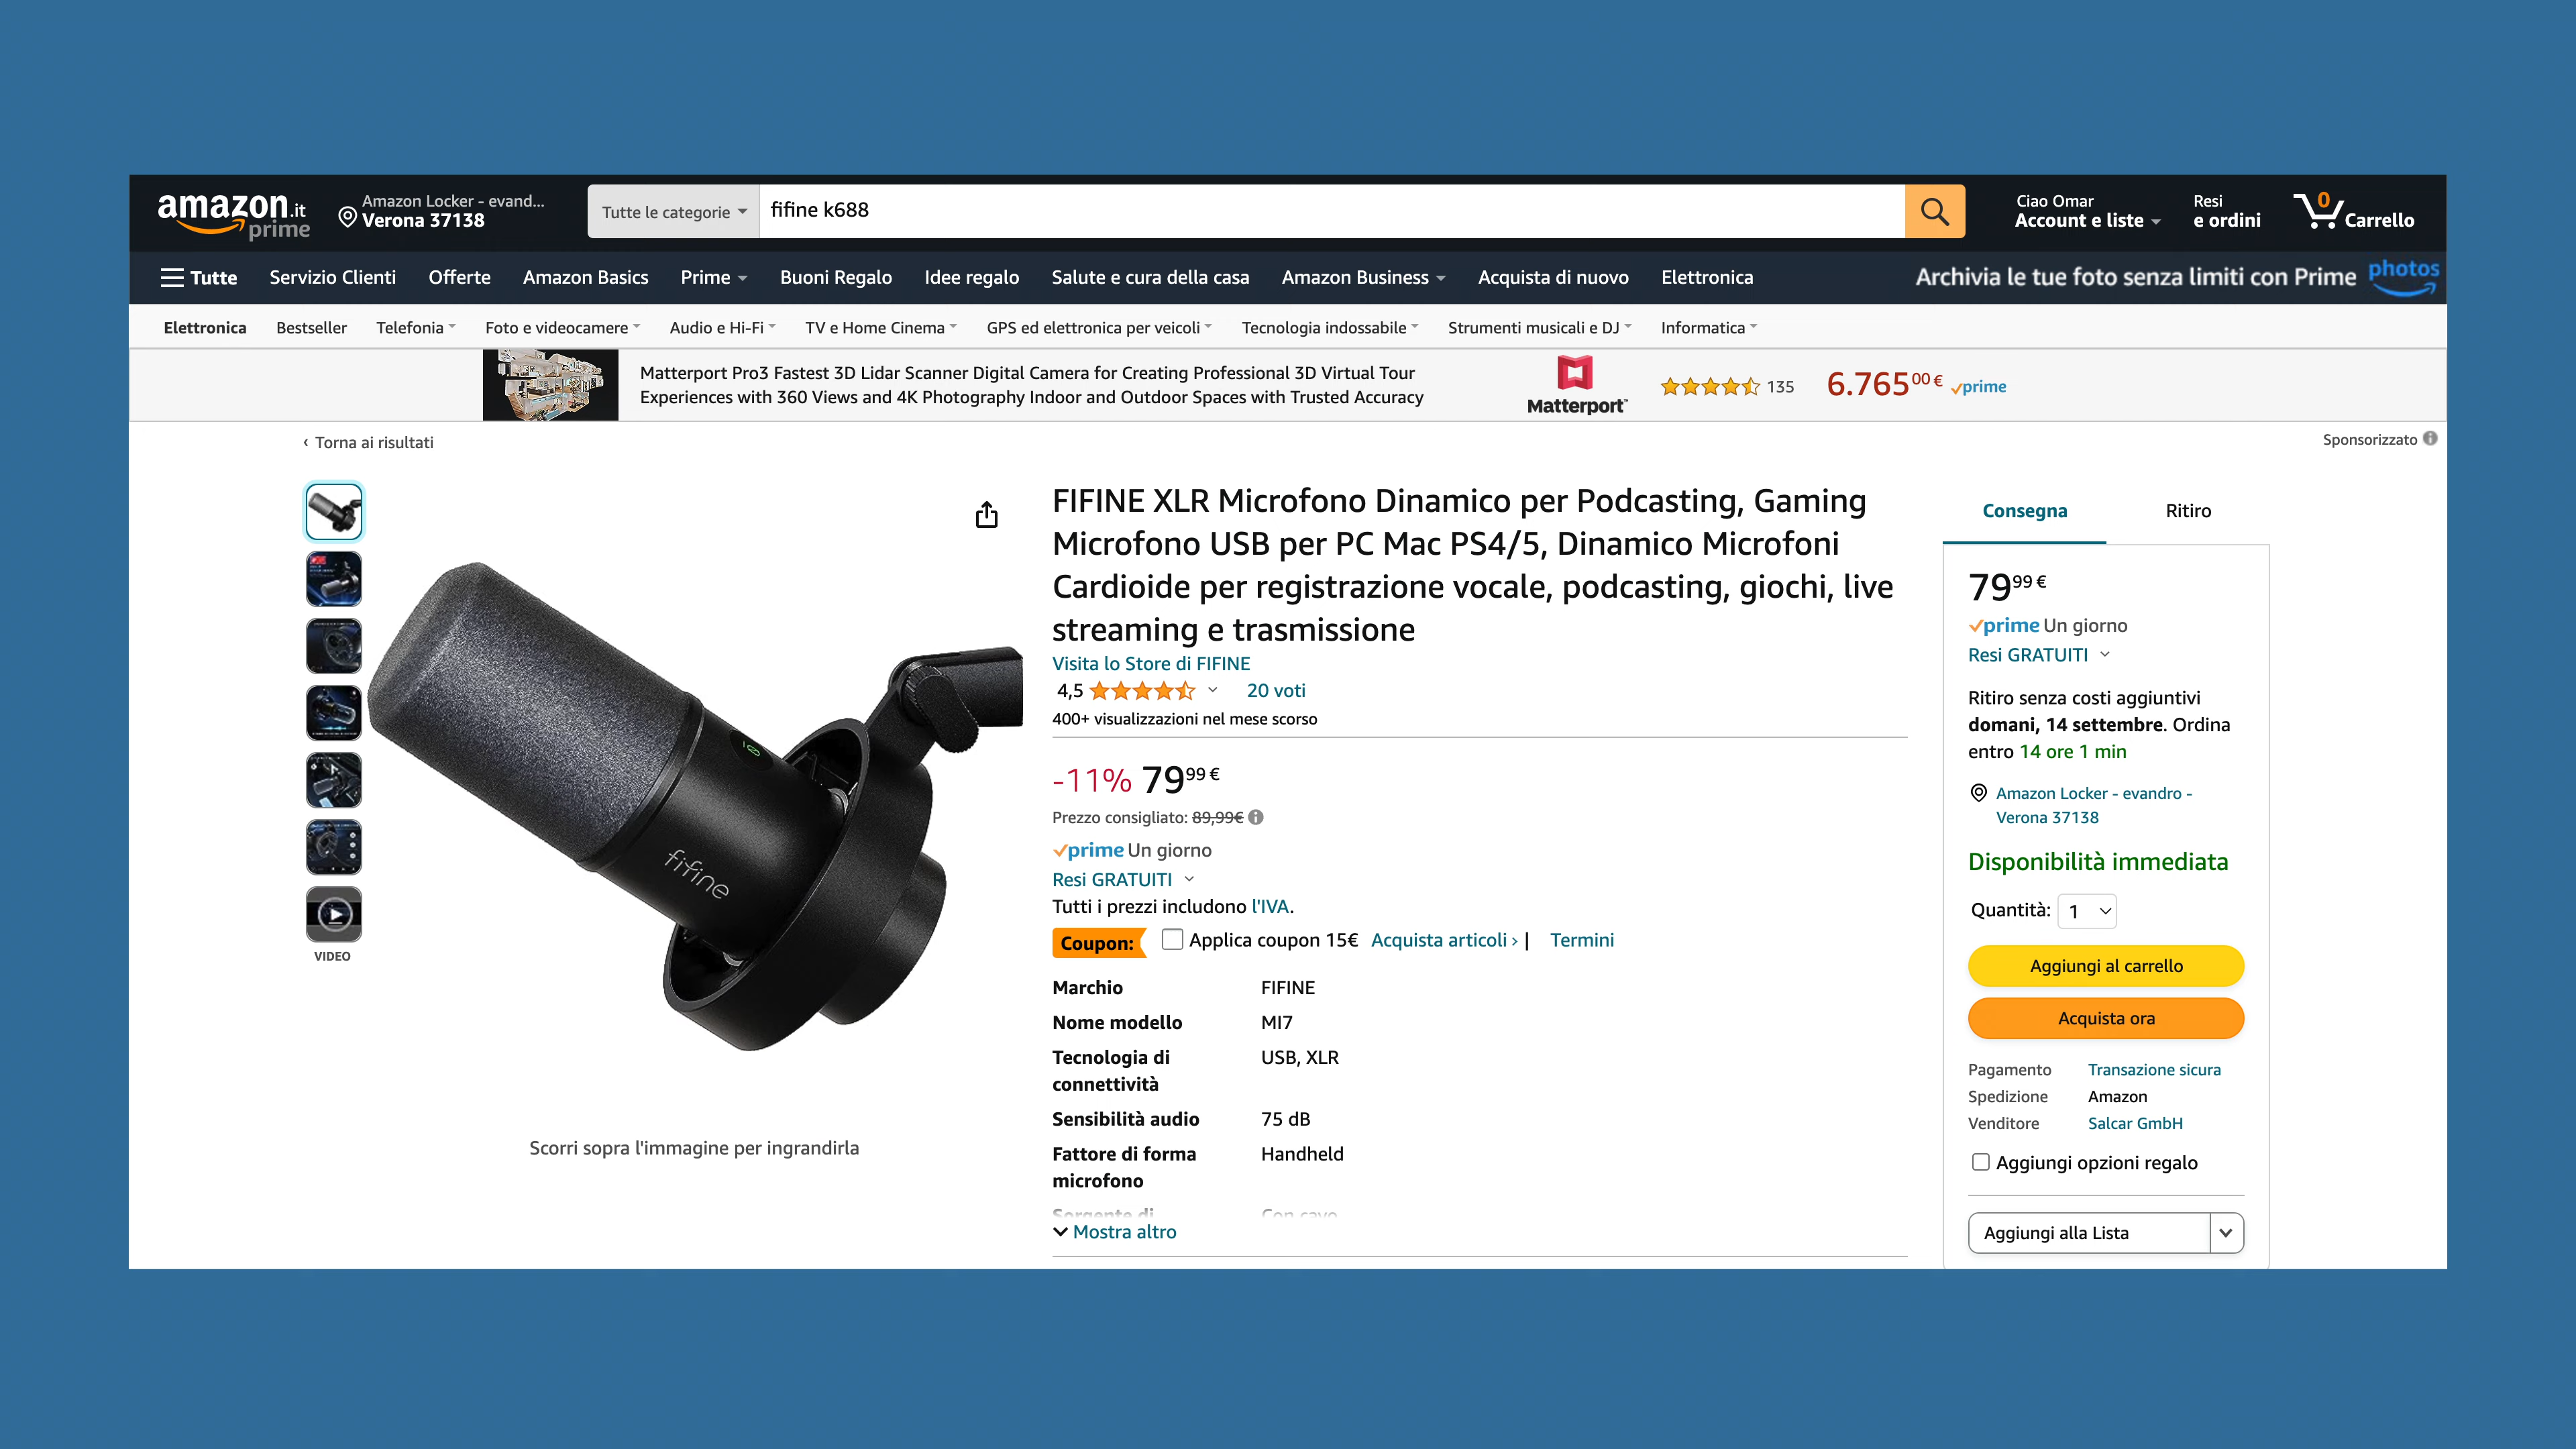 amazon.it
prime
Amazon Locker - evand...
Verona 37138
Tutte le categorie
fifine k688
Ciao Omar
Account e liste
Resi
e ordini
0
Carrello
Tutte
Servizio Clienti
Offerte
Amazon Basics
Prime
Buoni Regalo
Idee regalo
Salute e cura della casa
Amazon Business
Acquista di nuovo
Elettronica
Archivia le tue foto senza limiti con Prime photos
Elettronica
Bestseller
Telefonia
Foto e videocamere
Audio e Hi-Fi
TV e Home Cinema
GPS ed elettronica per veicoli
Tecnologia indossabile
Strumenti musicali e DJ
Informatica
Matterport Pro3 Fastest 3D Lidar Scanner Digital Camera for Creating Professional 3D Virtual Tour
Experiences with 360 Views and 4K Photography Indoor and Outdoor Spaces with Trusted Accuracy
Matterport™
135
6.76500 €
prime
‹ Torna ai risultati
Sponsorizzato
VIDEO
fifine
Scorri sopra l'immagine per ingrandirla
FIFINE XLR Microfono Dinamico per Podcasting, Gaming
Microfono USB per PC Mac PS4/5, Dinamico Microfoni
Cardioide per registrazione vocale, podcasting, giochi, live
streaming e trasmissione
Visita lo Store di FIFINE
4,5
20 voti
400+ visualizzazioni nel mese scorso
-11% 7999 €
Prezzo consigliato: 89,99€
prime Un giorno
Resi GRATUITI
Tutti i prezzi includono l'IVA.
Coupon: Applica coupon 15€ Acquista articoli › | Termini
Marchio FIFINE
Nome modello MI7
Tecnologia di USB, XLR
connettività
Sensibilità audio 75 dB
Fattore di forma Handheld
microfono
Sorgente di Con cavo
Mostra altro
Consegna
Ritiro
7999 €
prime Un giorno
Resi GRATUITI
Ritiro senza costi aggiuntivi
domani, 14 settembre. Ordina
entro 14 ore 1 min
Amazon Locker - evandro -
Verona 37138
Disponibilità immediata
Quantità: 1
Aggiungi al carrello
Acquista ora
Pagamento Transazione sicura
Spedizione Amazon
Venditore Salcar GmbH
Aggiungi opzioni regalo
Aggiungi alla Lista